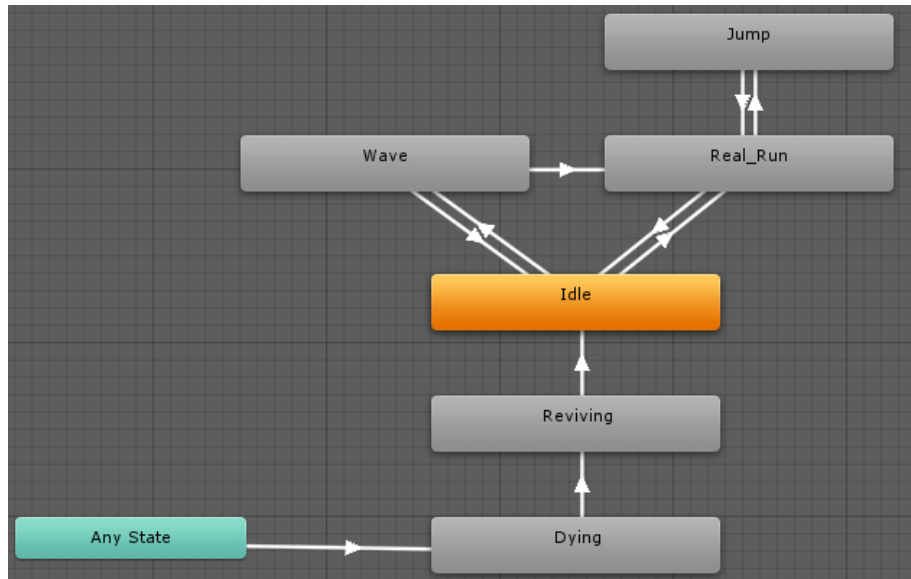 Jump
Wave
Real_Run
Idle
Reviving
Any State
Dying